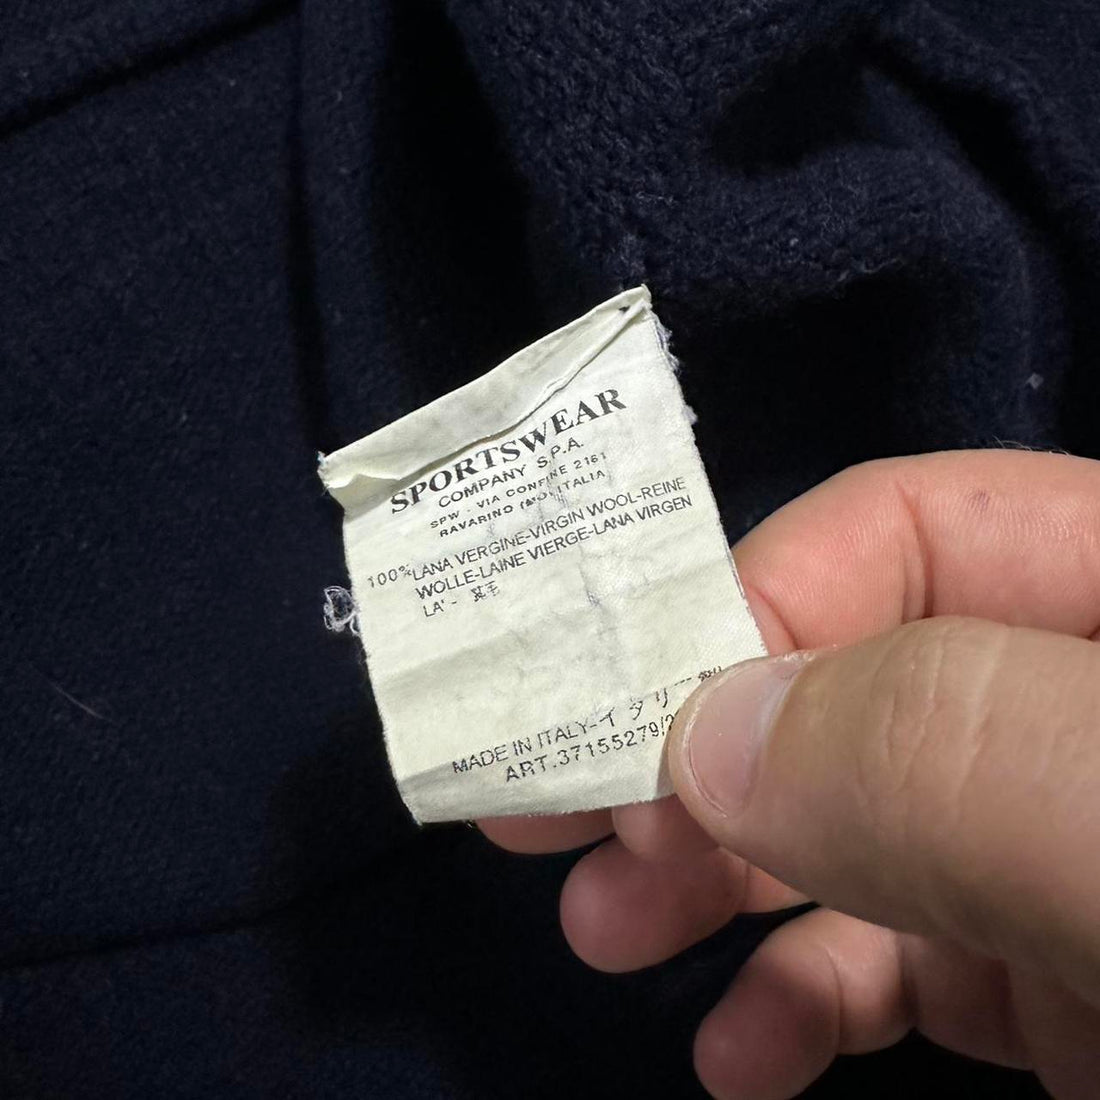 SPORTSWEAR
COMPANY S.P.A.
SPW - VIA CONFINE 2161
RAVARINO (MO) ITALIA
100% LANA VERGINE-VIRGIN WOOL-REINE
WOLLE-LAINE VIERGE-LANA VIRGEN
LA' - 毛
MADE IN ITALY-イタリー製
ART.37155279/2